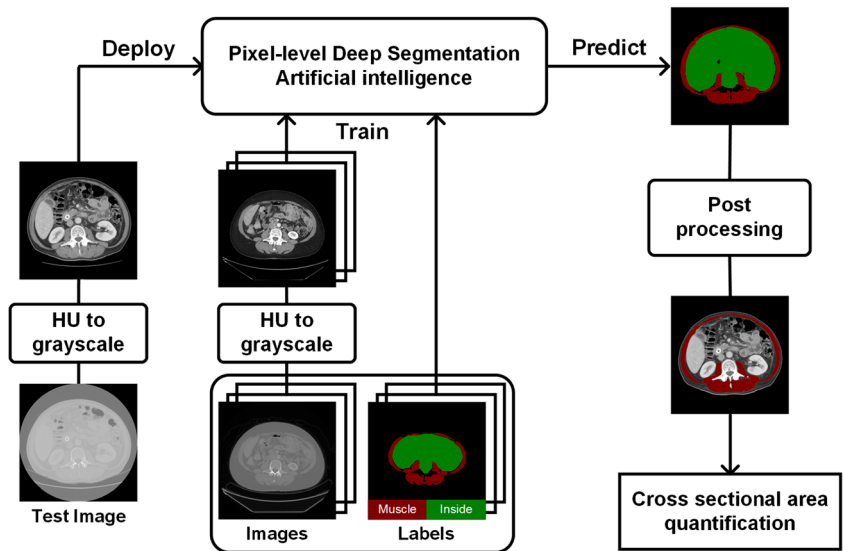 Deploy
Pixel-level Deep Segmentation
Artificial intelligence
Predict
Train
Post
processing
HU to
grayscale
HU to
grayscale
Muscle
Inside
Test Image
Images
Labels
Cross sectional area
quantification